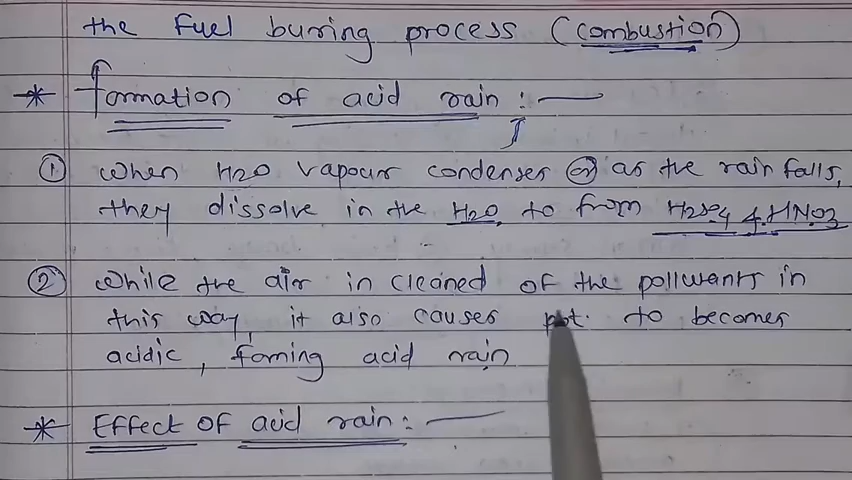 the fuel burning process (combustion)
* formation of acid rain :—
① when H2O vapour condenses or as the rain falls,
they dissolve in the H2O to from H2SO4 & HNO3
② while the air in cleaned of the pollutants in
this way, it also causes ppt. to becomes
acidic, forming acid rain
* Effect of acid rain :—